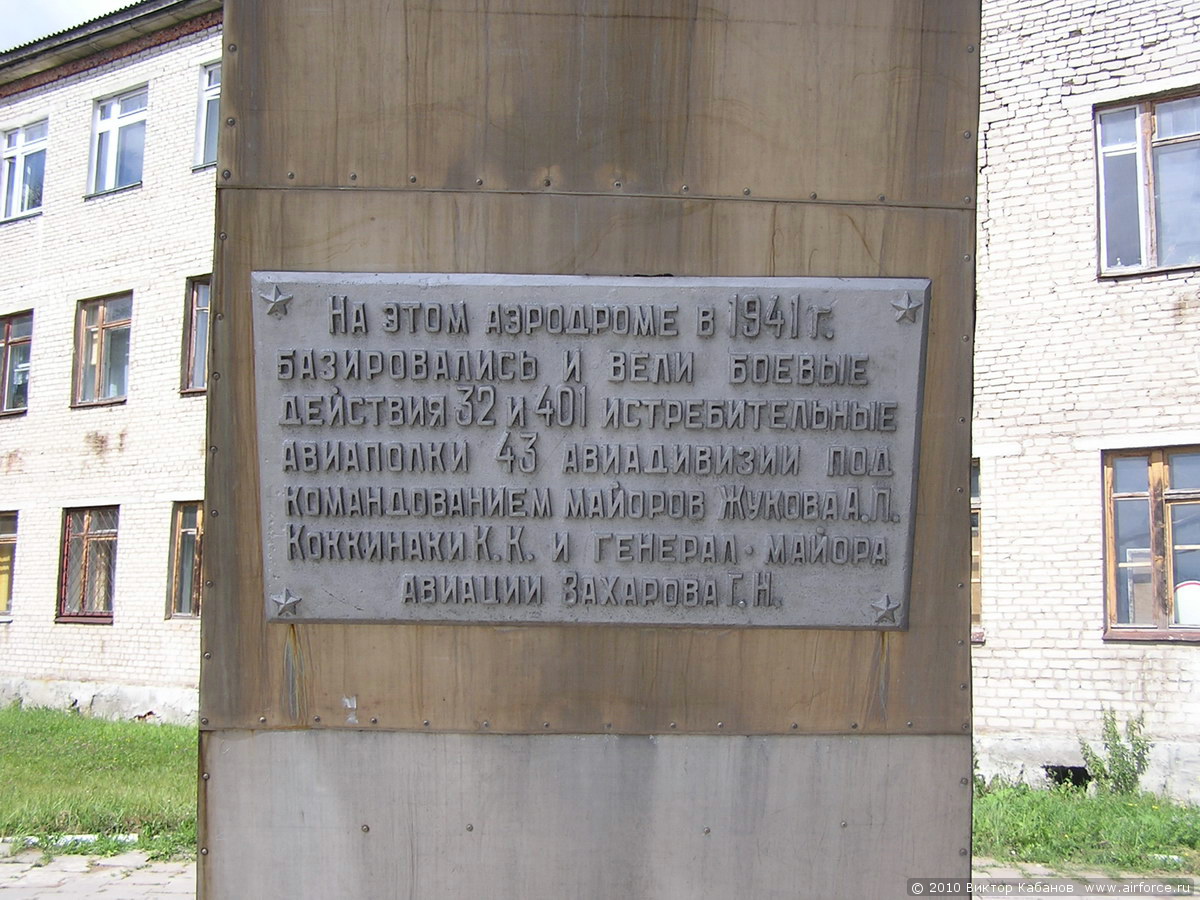 На этом аэродроме в 1941 г.
базировались и вели боевые
действия 32 и 401 истребительные
авиаполки 43 авиадивизии под
командованием майоров Жукова А.П.
Коккинаки К.К. и генерал-майора
авиации Захарова Г.Н.
© 2010 Виктор Кабанов www.airforce.ru